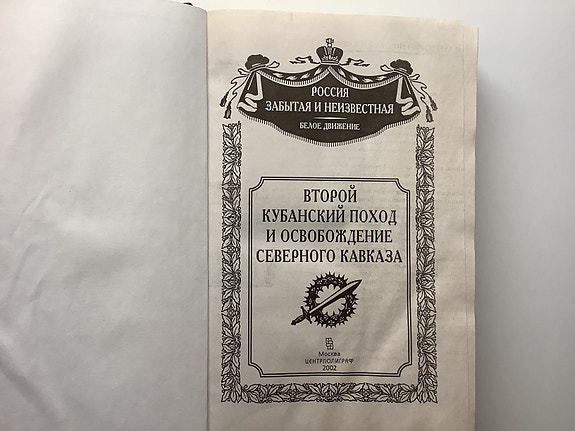 РОССИЯ
ЗАБЫТАЯ И НЕИЗВЕСТНАЯ
БЕЛОЕ ДВИЖЕНИЕ
ВТОРОЙ
КУБАНСКИЙ ПОХОД
И ОСВОБОЖДЕНИЕ
СЕВЕРНОГО КАВКАЗА
Москва
ЦЕНТРПОЛИГРАФ
2002